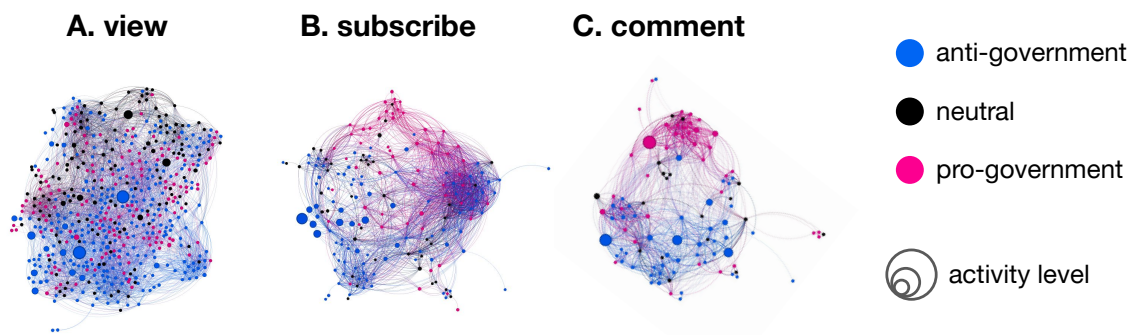 A. view
B. subscribe
C. comment
anti-government
neutral
pro-government
activity level